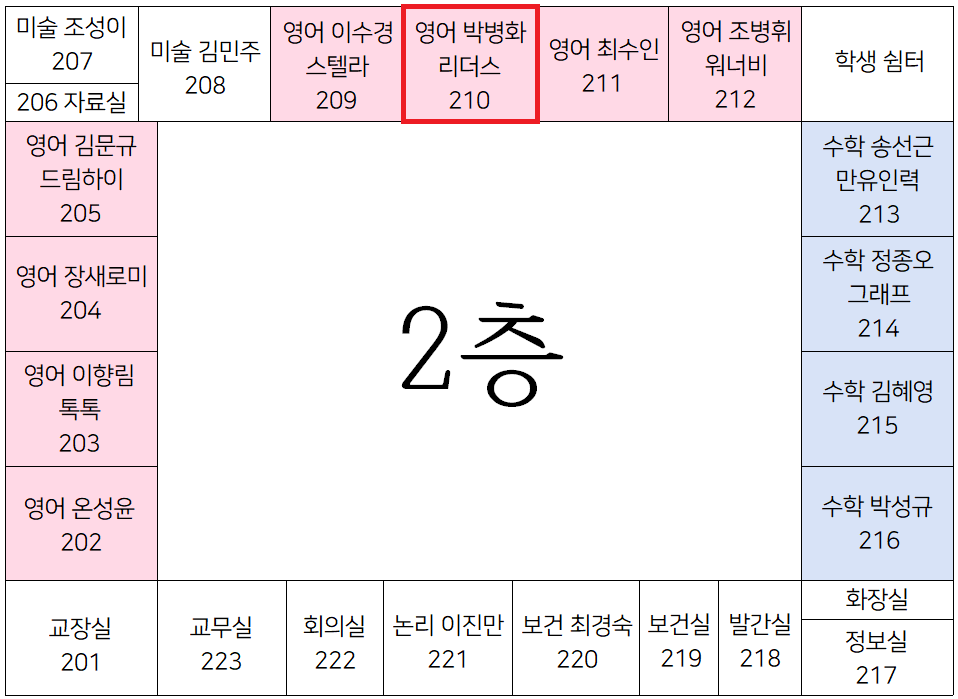 미술 조성이
207
206 자료실
미술 김민주
208
영어 이수경
스텔라
209
영어 박병화
리더스
210
영어 최수인
211
영어 조병휘
워너비
212
학생 쉼터
영어 김문규
드림하이
205
수학 송선근
만유인력
213
영어 장새로미
204
수학 정종오
그래프
214
2층
영어 이향림
톡톡
203
수학 김혜영
215
영어 온성윤
202
수학 박성규
216
교장실
201
교무실
223
회의실
222
논리 이진만
221
보건 최경숙
220
보건실
219
발간실
218
화장실
정보실
217